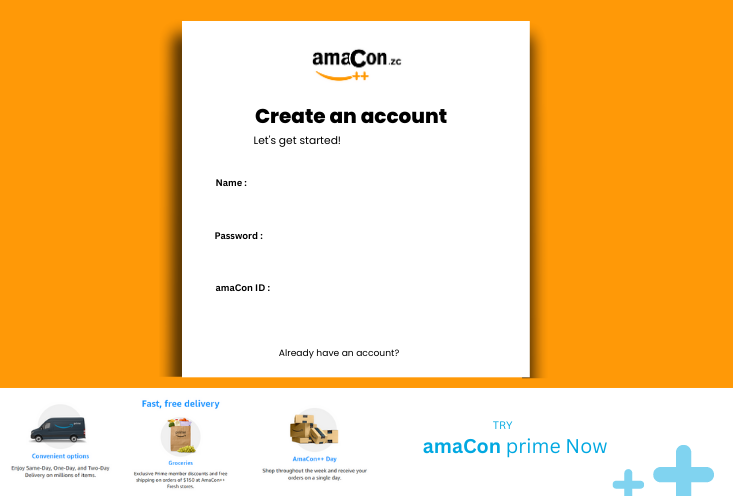 amaCon.zc
++
Create an account
Let's get started!
Name :
Password :
amaCon ID :
Already have an account?
Fast, free delivery
Convenient options
Enjoy Same-Day, One-Day, and Two-Day
Delivery on millions of items.
Groceries
Exclusive Prime member discounts and free
shipping on orders of $150 at AmaCon++
Fresh stores.
AmaCon++ Day
Shop throughout the week and receive your
orders on a single day.
TRY
amaCon prime Now